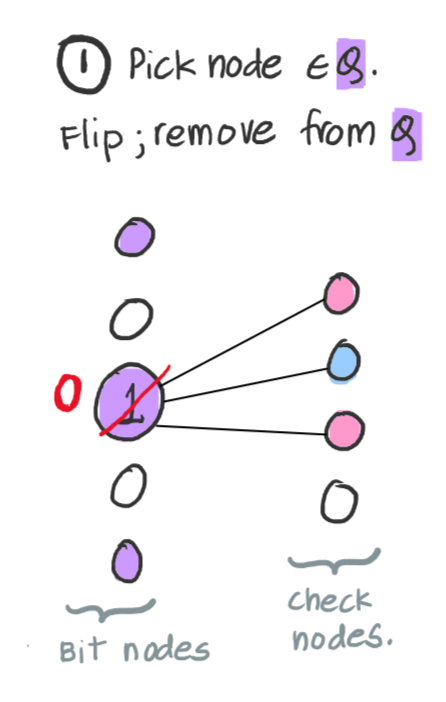 ① Pick node ∈ Q.
Flip; remove from Q
0
1
Bit nodes
check
nodes.